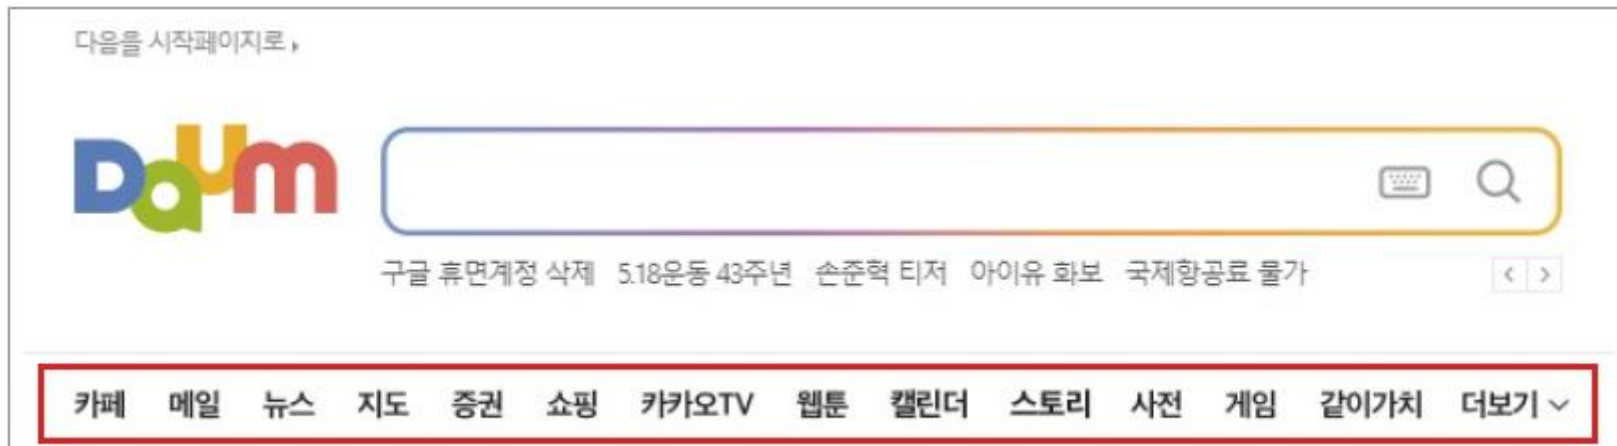 다음을 시작페이지로
Daum
구글 휴면계정 삭제 5.18운동 43주년 손준혁 티저 아이유 화보 국제항공료 물가
카페 메일 뉴스 지도 증권 쇼핑 카카오TV 웹툰 캘린더 스토리 사전 게임 같이가치 더보기